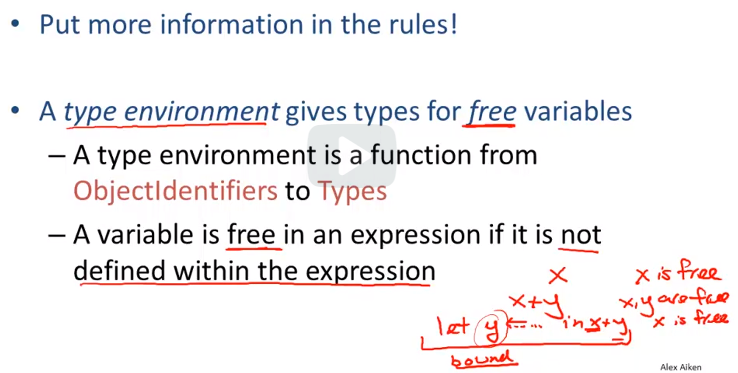 • Put more information in the rules!
• A type environment gives types for free variables
– A type environment is a function from
ObjectIdentifiers to Types
– A variable is free in an expression if it is not
defined within the expression
x x is free
x+y x,y are free
let y ←... in x+y x is free
bound
Alex Aiken